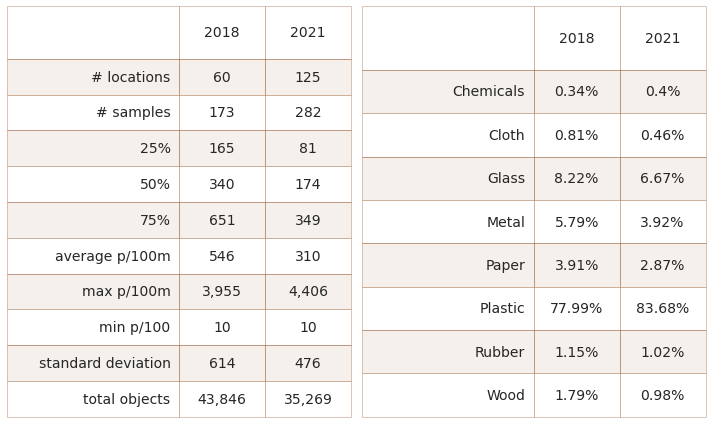 2018 2021
# locations 60 125
# samples 173 282
25% 165 81
50% 340 174
75% 651 349
average p/100m 546 310
max p/100m 3,955 4,406
min p/100 10 10
standard deviation 614 476
total objects 43,846 35,269
2018 2021
Chemicals 0.34% 0.4%
Cloth 0.81% 0.46%
Glass 8.22% 6.67%
Metal 5.79% 3.92%
Paper 3.91% 2.87%
Plastic 77.99% 83.68%
Rubber 1.15% 1.02%
Wood 1.79% 0.98%